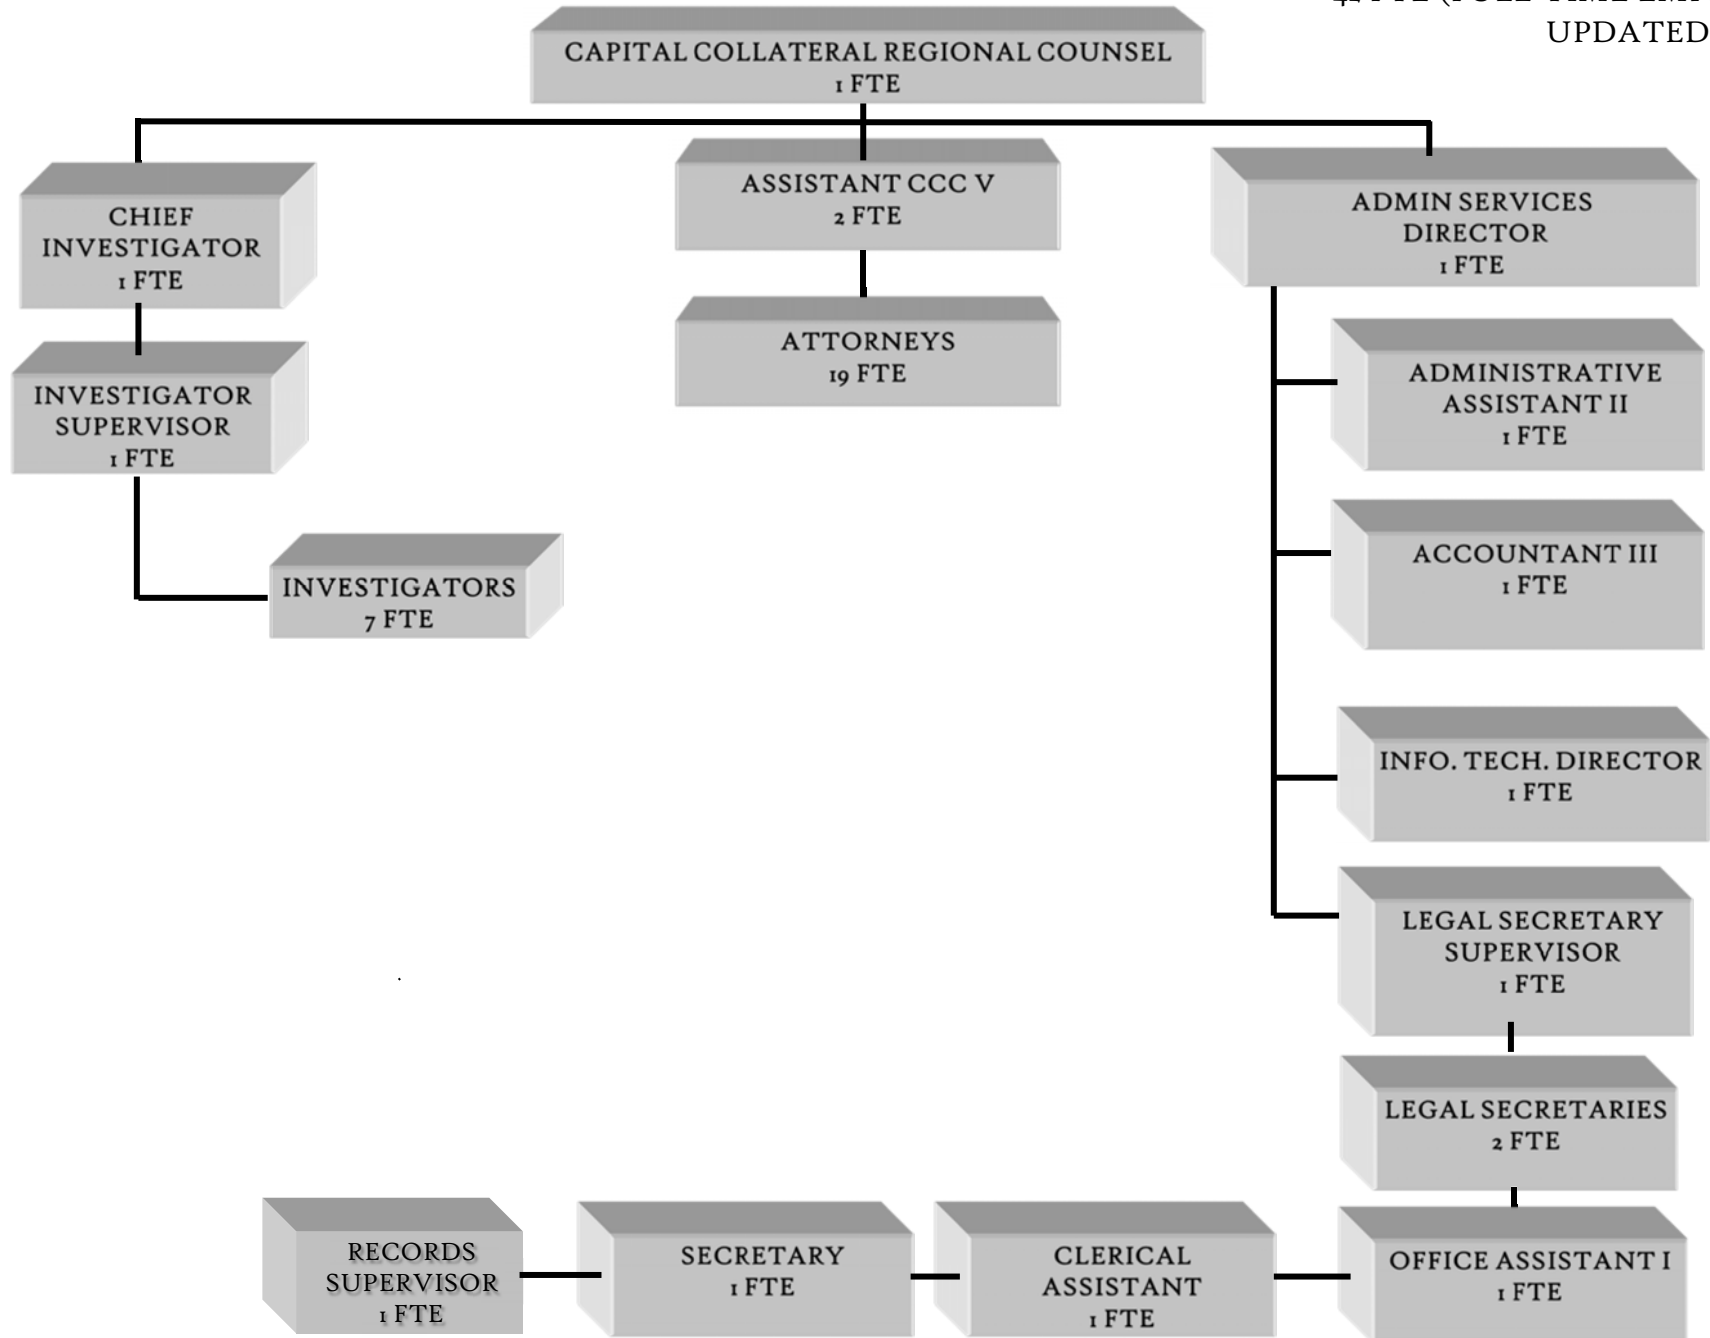 UPDATED
CAPITAL COLLATERAL REGIONAL COUNSEL
1 FTE
CHIEF
INVESTIGATOR
1 FTE
ASSISTANT CCC V
2 FTE
ADMIN SERVICES
DIRECTOR
1 FTE
INVESTIGATOR
SUPERVISOR
1 FTE
ATTORNEYS
19 FTE
ADMINISTRATIVE
ASSISTANT II
1 FTE
ACCOUNTANT III
1 FTE
INVESTIGATORS
7 FTE
INFO. TECH. DIRECTOR
1 FTE
LEGAL SECRETARY
SUPERVISOR
1 FTE
LEGAL SECRETARIES
2 FTE
RECORDS
SUPERVISOR
1 FTE
SECRETARY
1 FTE
CLERICAL
ASSISTANT
1 FTE
OFFICE ASSISTANT I
1 FTE